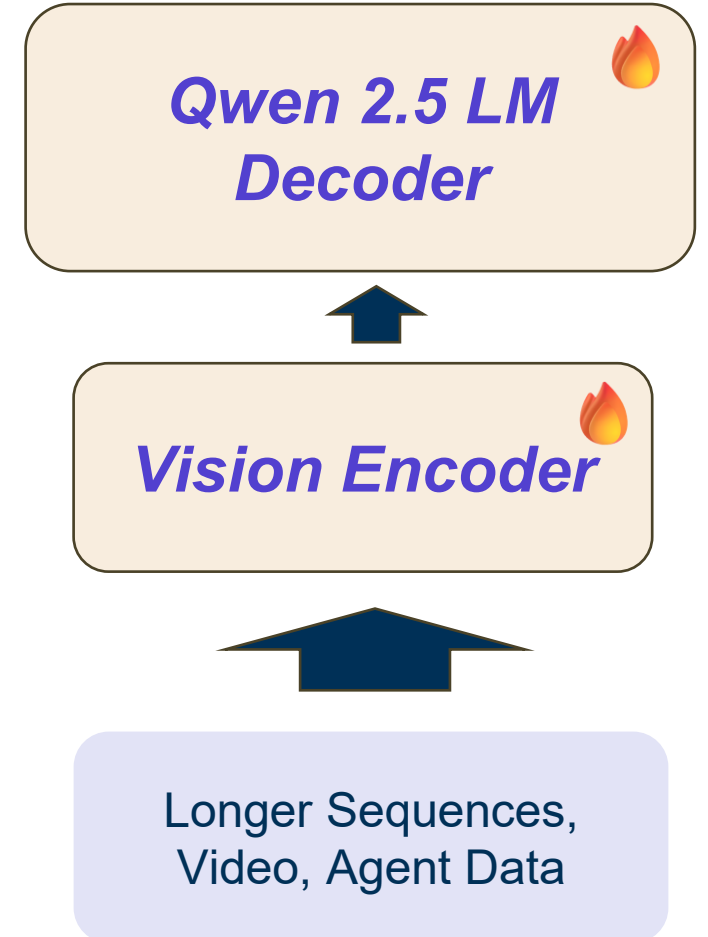 Qwen 2.5 LM
Decoder
Vision Encoder
Longer Sequences,
Video, Agent Data